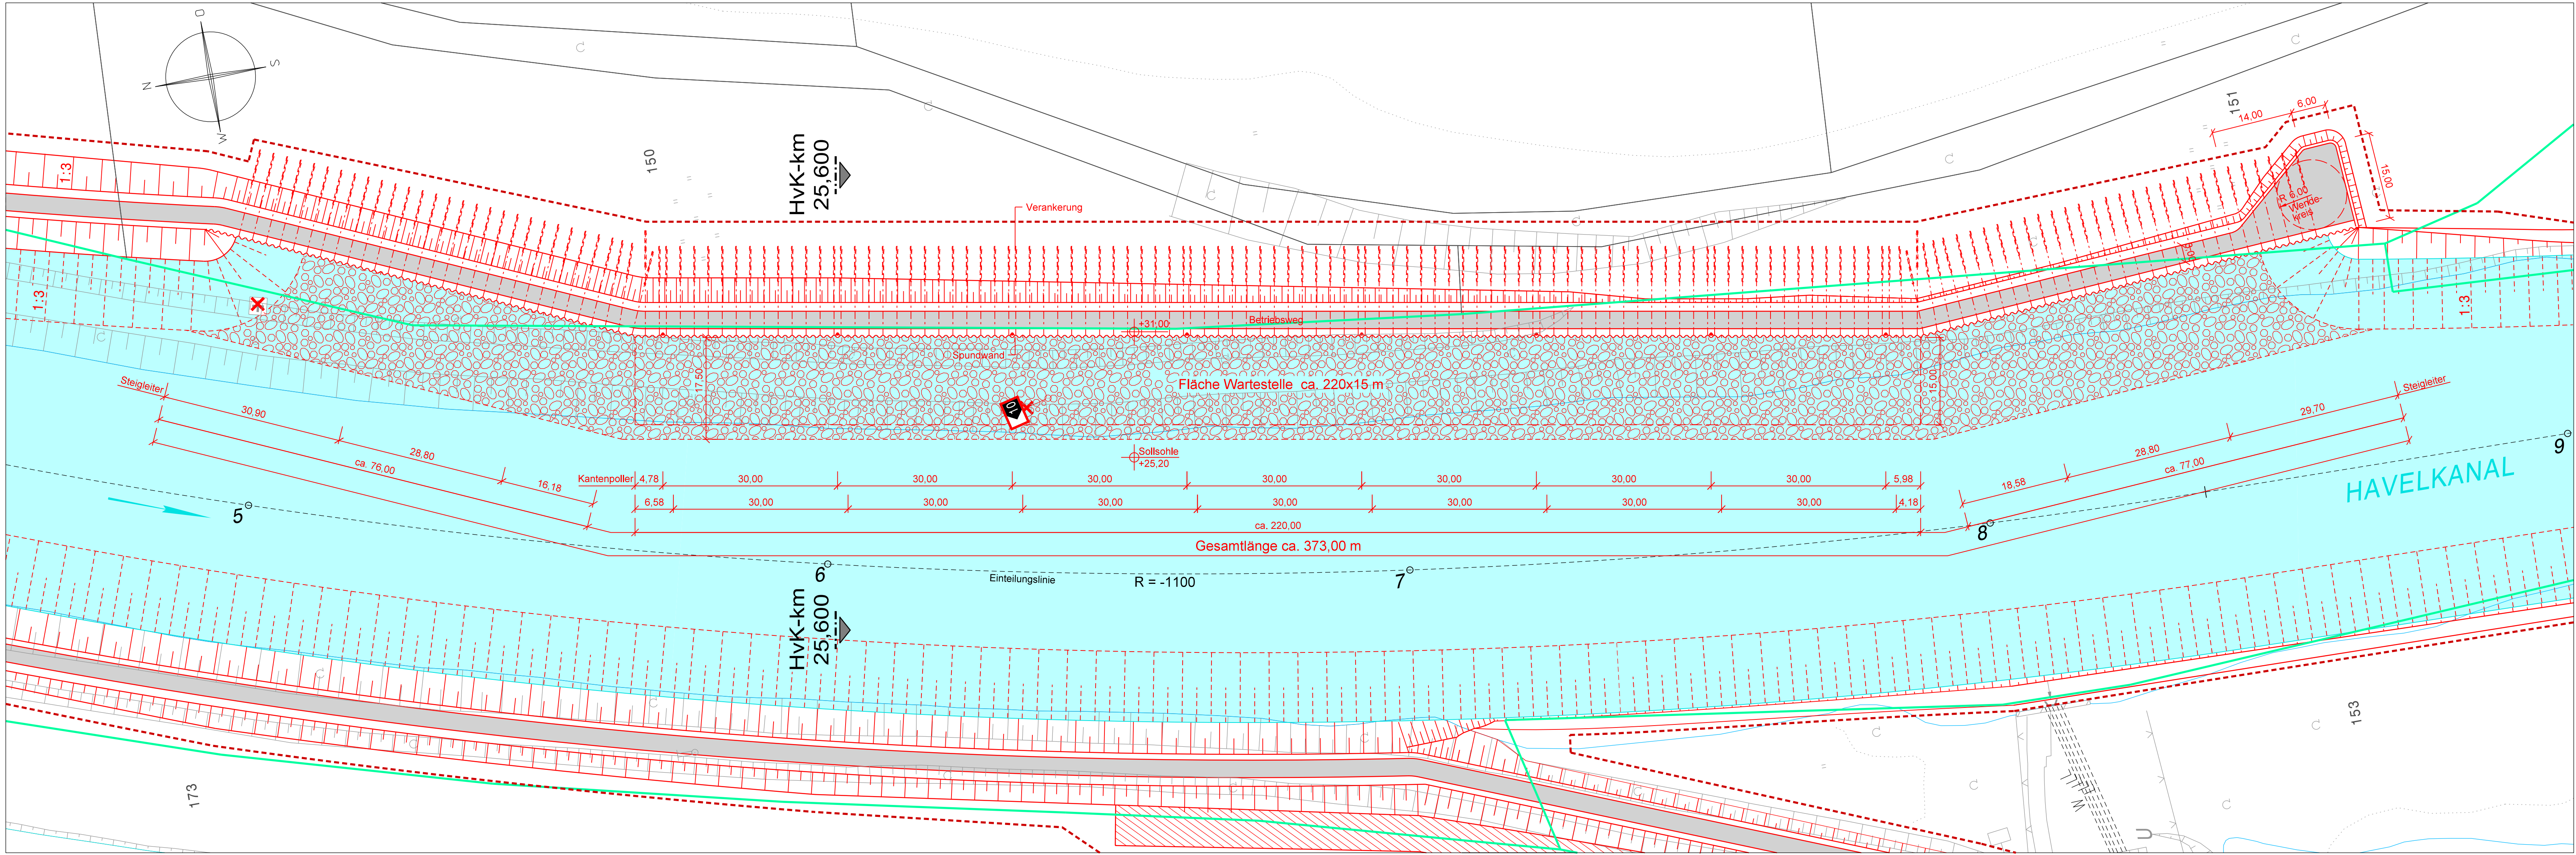 O
N
S
W
1:3
1:3
150
HvK-km
25,600
Verankerung
151
14.00
6.00
15.00
R 6.00
Wende-
kreis
3.00
1:3
Betriebsweg
+31,00
Spundwand
17,50
Fläche Wartestelle ca. 220x15 m
15,00
10
Sollsohle
+25,20
Steigleiter
30,90
28,80
16,18
ca. 76,00
Kantenpoller
4,78
30,00
30,00
30,00
30,00
30,00
30,00
30,00
5,98
6,58
30,00
30,00
30,00
30,00
30,00
30,00
30,00
4,18
ca. 220,00
Gesamtlänge ca. 373,00 m
Steigleiter
29,70
28,80
18,58
ca. 77,00
HAVELKANAL
5
6
7
8
9
Einteilungslinie
R = -1100
HvK-km
25,600
173
153